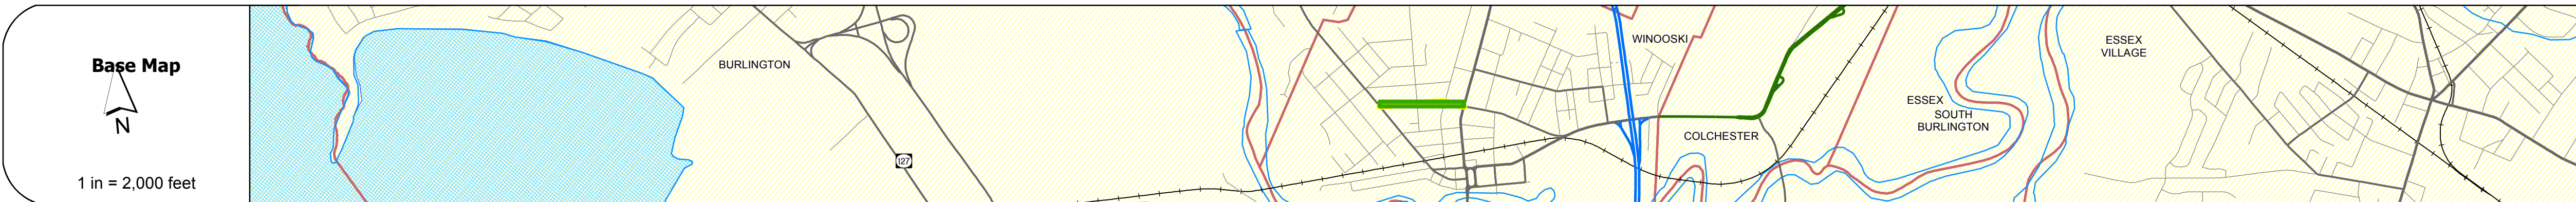 Base Map
N
1 in = 2,000 feet
BURLINGTON
127
WINOOSKI
COLCHESTER
ESSEX
SOUTH
BURLINGTON
ESSEX
VILLAGE